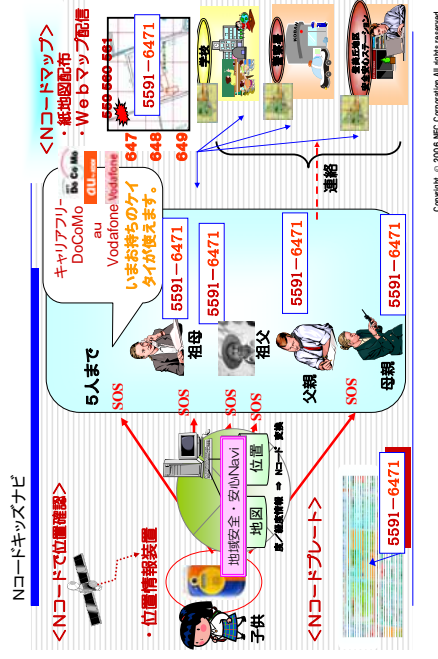 Nコードキッズナビ
<Nコードで位置確認>
・位置情報装置
子供
<Nコードプレート>
5591-6471
地域安全・安心Navi
地図
位置
度/経度情報 ⇒ Nコード 変換
SOS
SOS
SOS
SOS
SOS
5人まで
祖母
5591-6471
祖父
5591-6471
父親
5591-6471
母親
5591-6471
キャリアフリー
DoCoMo
au
Vodafone
いまお持ちのケイ
タイが使えます。
連絡
<Nコードマップ>
・紙地図配布
・Webマップ配信
DoCoMo
au
Vodafone
559 560 561
5591-6471
647
648
649
学校
Copyright © 2006 NEC Corporation All rights reserved